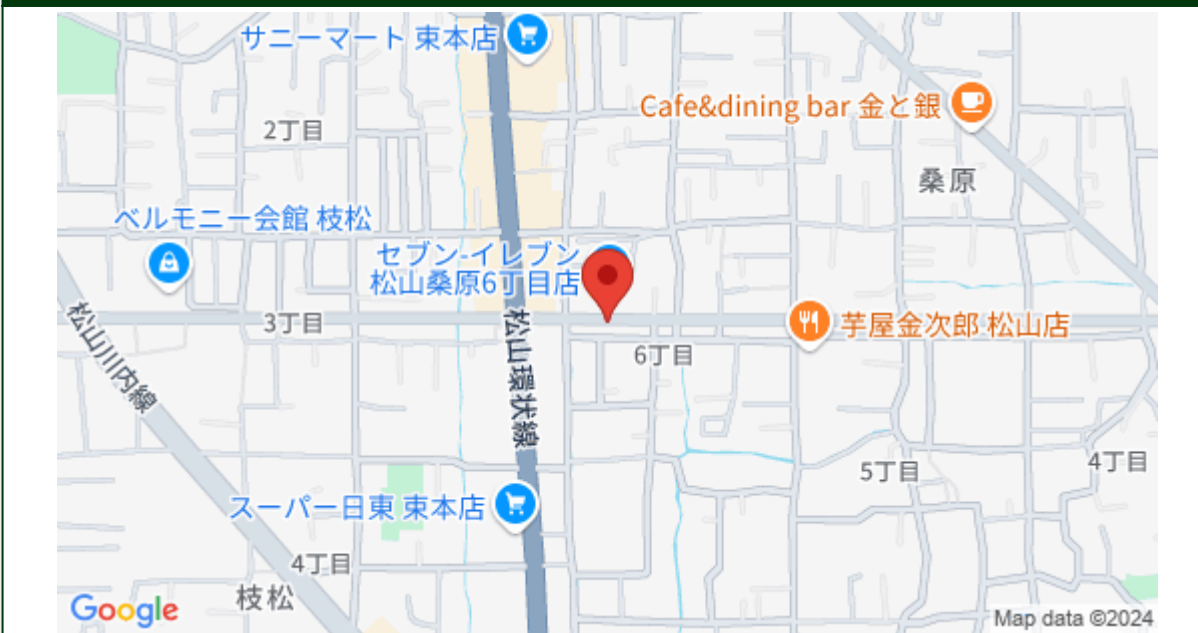 サニーマート 束本店
Cafe&dining bar 金と銀
2丁目
桑原
ベルモニー会館 枝松
セブン-イレブン
松山桑原6丁目店
3丁目
松山環状線
芋屋金次郎 松山店
松山川内線
6丁目
5丁目
4丁目
スーパー日東 束本店
4丁目
枝松
Google
Map data ©2024